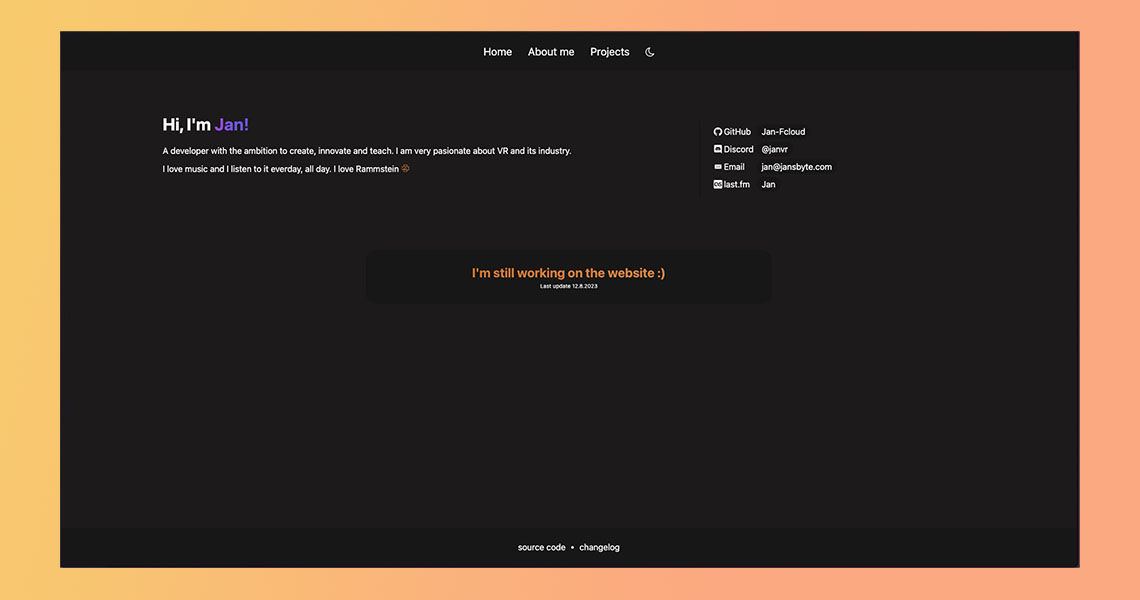 Home About me Projects
Hi, I'm Jan!
A developer with the ambition to create, innovate and teach. I am very pasionate about VR and its industry.
I love music and I listen to it everday, all day. I love Rammstein
GitHub Jan-Fcloud
Discord @janvr
Email jan@jansbyte.com
last.fm Jan
I'm still working on the website :)
Last update 12.8.2023
source code • changelog